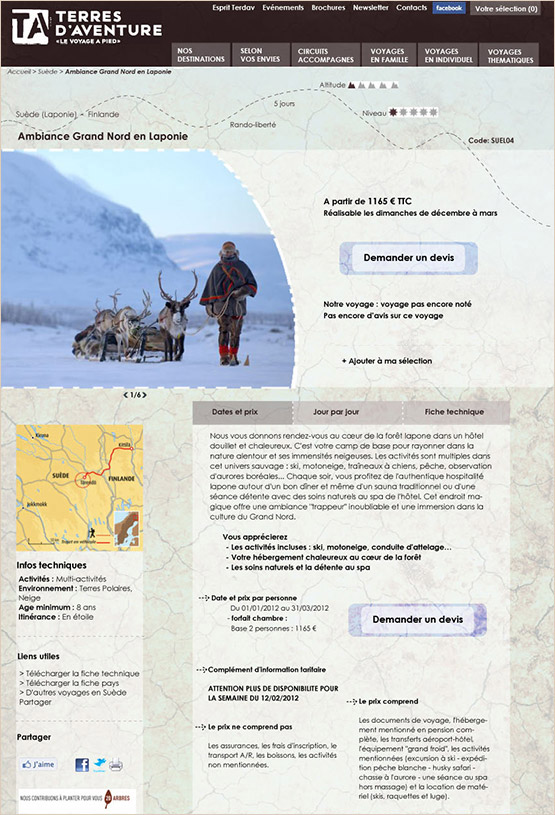 TA TERRES
D'AVENTURE
«LE VOYAGE A PIED»
Esprit Terdav Evénements Brochures Newsletter Contacts facebook Votre sélection (0)
NOS
DESTINATIONS
SELON
VOS ENVIES
CIRCUITS
ACCOMPAGNES
VOYAGES
EN FAMILLE
VOYAGES
EN INDIVIDUEL
VOYAGES
THEMATIQUES
Accueil > Suède > Ambiance Grand Nord en Laponie
Altitude
5 jours
Suède (Laponie) - Finlande
Niveau
Rando-liberté
Ambiance Grand Nord en Laponie
Code: SUEL04
A partir de 1165 € TTC
Réalisable les dimanches de décembre à mars
Demander un devis
Notre voyage : voyage pas encore noté
Pas encore d'avis sur ce voyage
+ Ajouter à ma sélection
1/6
Dates et prix
Jour par jour
Fiche technique
Nous vous donnons rendez-vous au cœur de la forêt lapone dans un hôtel
douillet et chaleureux. C'est votre camp de base pour rayonner dans la
nature alentour et ses immensités neigeuses. Les activités sont multiples dans
cet univers sauvage : ski, motoneige, traîneaux à chiens, pêche, observation
d'aurores boréales... Chaque soir, vous profitez de l'authentique hospitalité
lapone autour d'un bon dîner et même d'un sauna traditionnel ou d'une
séance détente avec des soins naturels au spa de l'hôtel. Cet endroit ma-
gique offre une ambiance "trappeur" inoubliable et une immersion dans la
culture du Grand Nord.
Vous apprécierez
- Les activités incluses : ski, motoneige, conduite d'attelage...
- Votre hébergement chaleureux au cœur de la forêt
- Les soins naturels et la détente au spa
Kiruna
SUÈDE
FINLANDE
Jokkmokk
Infos techniques
Activités : Multi-activités
Environnement : Terres Polaires,
Neige
Age minimum : 8 ans
Itinérance : En étoile
Liens utiles
> Télécharger la fiche technique
> Télécharger la fiche pays
> D'autres voyages en Suède
Partager
Partager
J'aime
NOUS CONTRIBUONS À PLANTER POUR VOUS ARBRES
Date et prix par personne
Du 01/01/2012 au 31/03/2012
- forfait chambre :
Base 2 personnes : 1165 €
Demander un devis
Complément d'information tarifaire
ATTENTION PLUS DE DISPONIBILITE POUR
LA SEMAINE DU 12/02/2012
Le prix ne comprend pas
Les assurances, les frais d'inscription, le
transport A/R, les boissons, les activités
non mentionnées.
Le prix comprend
Les documents de voyage, l'héberge-
ment mentionné en pension com-
plète, les transferts aéroport-hôtel,
l'équipement "grand froid", les activités
mentionnées (excursion à ski - expédi-
tion pêche blanche - husky safari -
chasse à l'aurore - une séance au spa
hors massage) et la location de maté-
riel (skis, raquettes et luge).